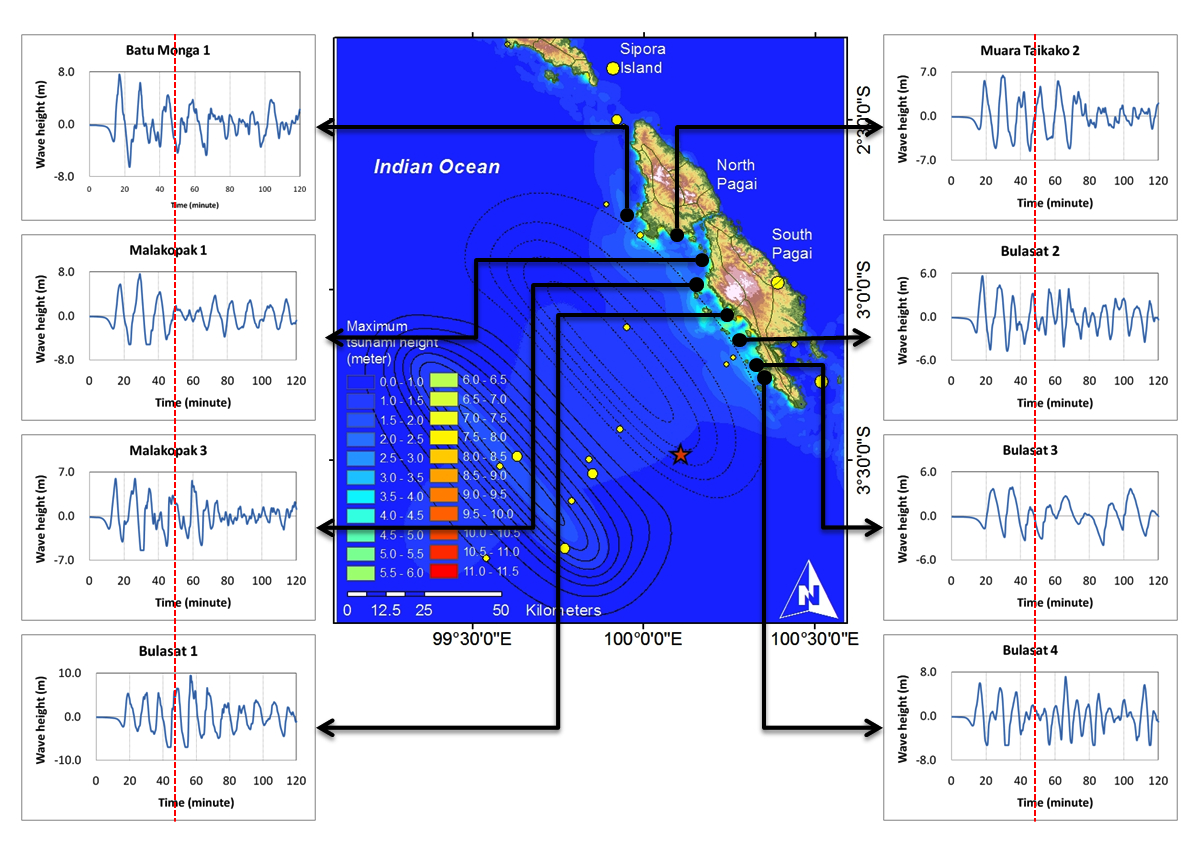 Batu Monga 1
Wave height (m)
8.0
0.0
-8.0
0 20 40 60 80 100 120
Time (minute)
Malakopak 1
Wave height (m)
8.0
0.0
-8.0
0 20 40 60 80 100 120
Time (minute)
Malakopak 3
Wave height (m)
7.0
0.0
-7.0
0 20 40 60 80 100 120
Time (minute)
Bulasat 1
Wave height (m)
10.0
0.0
-10.0
0 20 40 60 80 100 120
Time (minute)
Sipora
Island
Indian Ocean
North
Pagai
South
Pagai
Maximum
tsunami height
(meter)
0.0 - 1.0
1.0 - 1.5
1.5 - 2.0
2.0 - 2.5
2.5 - 3.0
3.0 - 3.5
3.5 - 4.0
4.0 - 4.5
4.5 - 5.0
5.0 - 5.5
5.5 - 6.0
6.0 - 6.5
6.5 - 7.0
7.0 - 7.5
7.5 - 8.0
8.0 - 8.5
8.5 - 9.0
9.0 - 9.5
9.5 - 10.0
10.0 - 10.5
10.5 - 11.0
11.0 - 11.5
0 12.5 25 50 Kilometers
N
99°30'0"E 100°0'0"E 100°30'0"E
2°30'0"S
3°0'0"S
3°30'0"S
Muara Taikako 2
Wave height (m)
7.0
0.0
-7.0
0 20 40 60 80 100 120
Time (minute)
Bulasat 2
Wave height (m)
6.0
0.0
-6.0
0 20 40 60 80 100 120
Time (minute)
Bulasat 3
Wave height (m)
6.0
0.0
-6.0
0 20 40 60 80 100 120
Time (minute)
Bulasat 4
Wave height (m)
8.0
0.0
-8.0
0 20 40 60 80 100 120
Time (minute)